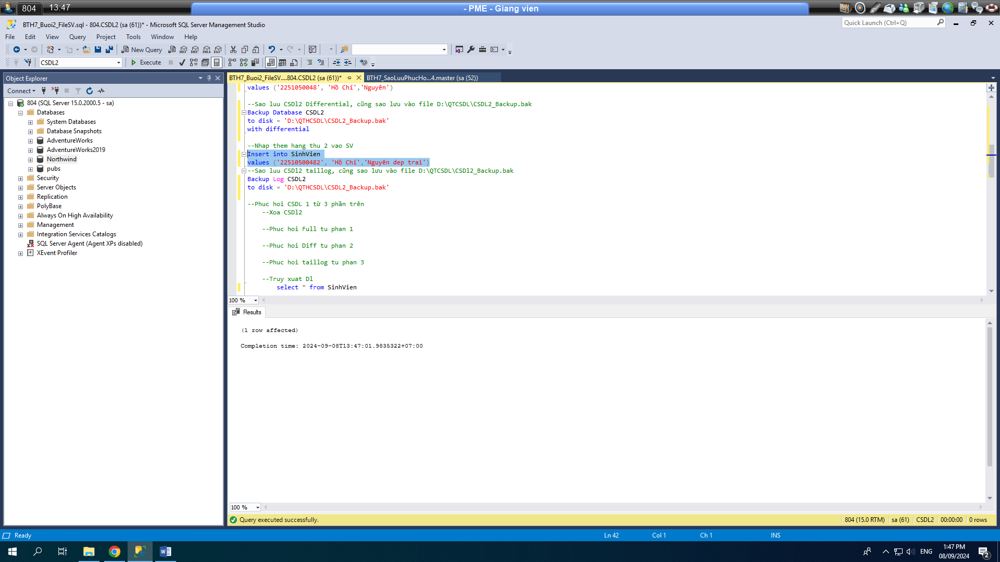 804
13:47
- PME - Giang vien
BTH7_Buoi2_FileSV.sql - 804.CSDL2 (sa (61))* - Microsoft SQL Server Management Studio
Quick Launch (Ctrl+Q)
File Edit View Query Project Tools Window Help
New Query
MDX DMX XMLA DAX
CSDL2
Execute
Object Explorer
BTH7_Buoi2_FileSV....804.CSDL2 (sa (61))*
BTH7_SaoLuuPhucHo...4.master (sa (52))
Connect
804 (SQL Server 15.0.2000.5 - sa)
Databases
System Databases
Database Snapshots
AdventureWorks
AdventureWorks2019
Northwind
pubs
Security
Server Objects
Replication
PolyBase
Always On High Availability
Management
Integration Services Catalogs
SQL Server Agent (Agent XPs disabled)
XEvent Profiler
values ('2251050048', 'Hồ Chí','Nguyên')
--Sao luu CSDl2 Differential, cũng sao lưu vào file D:\QTCSDL\CSDL2_Backup.bak
Backup Database CSDL2
to disk = 'D:\QTHCSDL\CSDL2_Backup.bak'
with differential
--Nhap them hang thu 2 vao SV
Insert into SinhVien
values ('22510500482', 'Hồ Chí','Nguyên dep trai')
--Sao luu CSDl2 taillog, cũng sao lưu vào file D:\QTCSDL\CSDl2_Backup.bak
Backup Log CSDL2
to disk = 'D:\QTHCSDL\CSDL2_Backup.bak'
--Phuc hoi CSDL 1 từ 3 phần trên
--Xoa CSDl2
--Phuc hoi Full tu phan 1
--Phuc hoi Diff tu phan 2
--Phuc hoi taillog tu phan 3
--Truy xuat Dl
select * from SinhVien
100 %
Results
(1 row affected)
Completion time: 2024-09-08T13:47:01.9835322+07:00
100 %
Query executed successfully.
804 (15.0 RTM) sa (61) CSDL2 00:00:00 0 rows
Ready
Ln 42 Col 1 Ch 1 INS
ENG
1:47 PM
08/09/2024
2